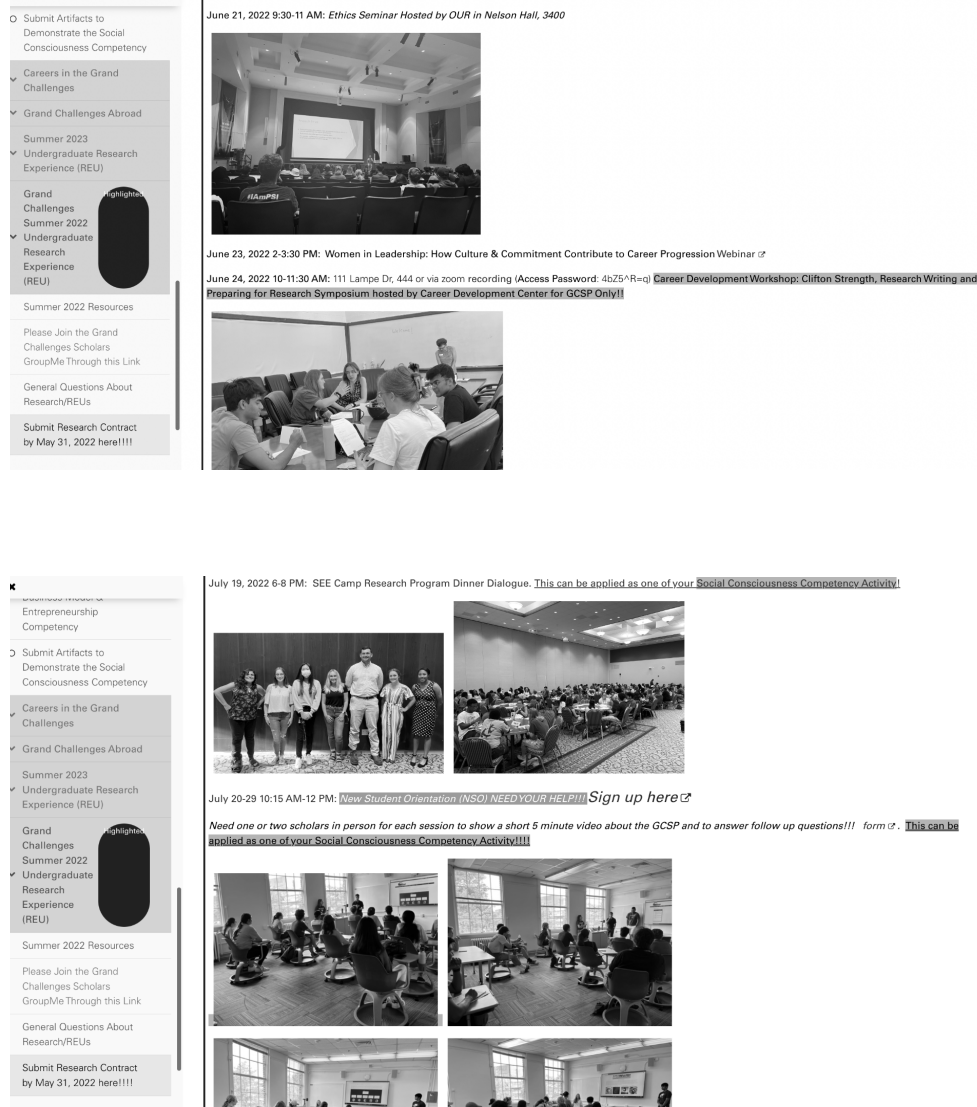 June 21, 2022 9:30-11 AM: Ethics Seminar Hosted by OUR in Nelson Hall, 3400
Submit Artifacts to
Demonstrate the Social
Consciousness Competency
Careers in the Grand
Challenges
Grand Challenges Abroad
Summer 2023
Undergraduate Research
Experience (REU)
Grand
Challenges
Summer 2022
Undergraduate
Research
Experience
(REU)
Highlighted
Summer 2022 Resources
Please Join the Grand
Challenges Scholars
GroupMe Through this Link
General Questions About
Research/REUs
Submit Research Contract
by May 31, 2022 here!!!!
#IAmPSI
June 23, 2022 2-3:30 PM: Women in Leadership: How Culture & Commitment Contribute to Career Progression Webinar
June 24, 2022 10-11:30 AM: 111 Lampe Dr, 444 or via zoom recording (Access Password: 4bZ5^R=q) Career Development Workshop: Clifton Strength, Research Writing and
Preparing for Research Symposium hosted by Career Development Center for GCSP Only!!
Entrepreneurship
Competency
Submit Artifacts to
Demonstrate the Social
Consciousness Competency
Careers in the Grand
Challenges
Grand Challenges Abroad
Summer 2023
Undergraduate Research
Experience (REU)
Grand
Challenges
Summer 2022
Undergraduate
Research
Experience
(REU)
Highlighted
Summer 2022 Resources
Please Join the Grand
Challenges Scholars
GroupMe Through this Link
General Questions About
Research/REUs
Submit Research Contract
by May 31, 2022 here!!!!
July 19, 2022 6-8 PM: SEE Camp Research Program Dinner Dialogue. This can be applied as one of your Social Consciousness Competency Activity!
July 20-29 10:15 AM-12 PM: New Student Orientation (NSO) NEED YOUR HELP!!! Sign up here
Need one or two scholars in person for each session to show a short 5 minute video about the GCSP and to answer follow up questions!!! form . This can be
applied as one of your Social Consciousness Competency Activity!!!!